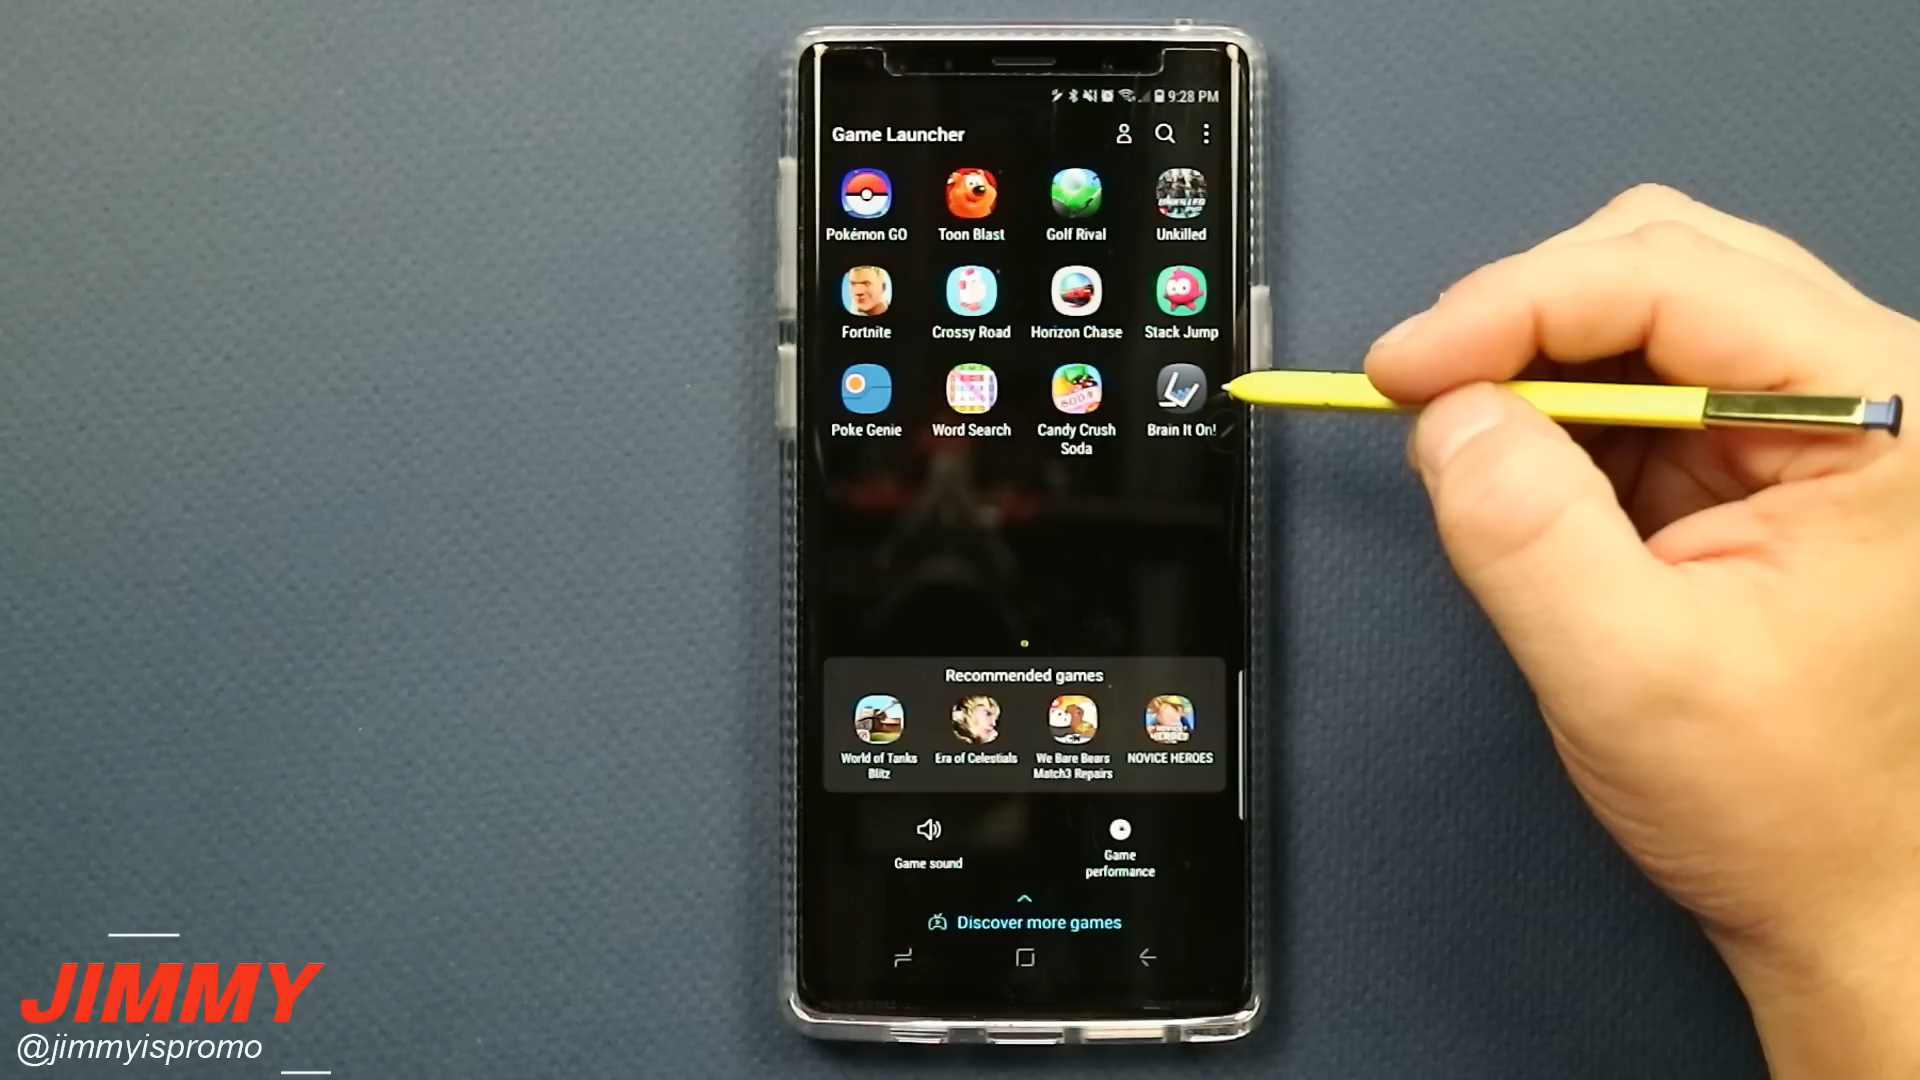 9:28 PM
Game Launcher
Pokémon GO
Toon Blast
Golf Rival
Unkilled
Fortnite
Crossy Road
Horizon Chase
Stack Jump
Poke Genie
Word Search
Candy Crush
Soda
Brain It On!
Recommended games
World of Tanks
Blitz
Era of Celestials
We Bare Bears
Match3 Repairs
NOVICE HEROES
Game sound
Game
performance
Discover more games
JIMMY
@jimmyispromo